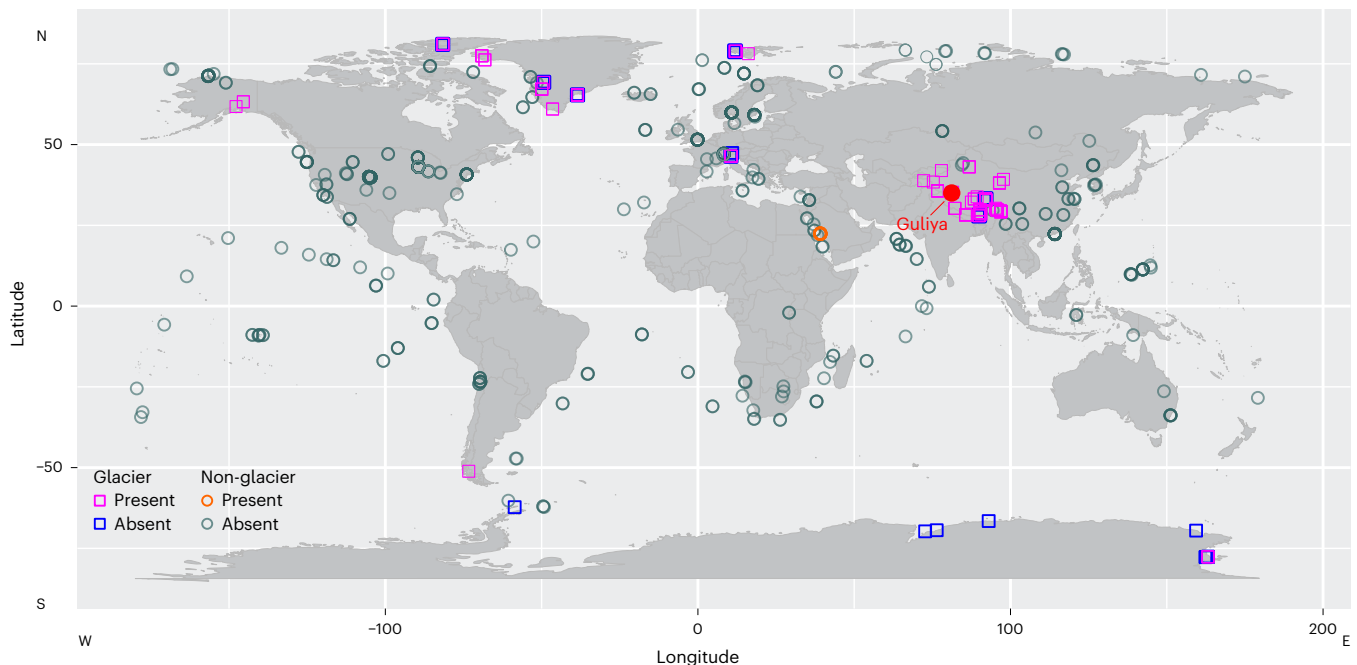 N
50
Guliya
Latitude
0
−50
Glacier Non-glacier
Present Present
Absent Absent
S
−100 0 100 200
W E
Longitude